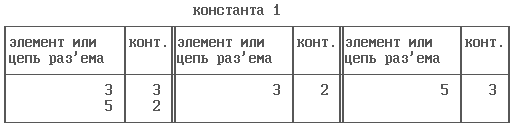 константа 1
элемент или конт. элемент или конт. элемент или конт.
цепь раз'ема цепь раз'ема цепь раз'ема
3 3 3 2 5 3
5 2